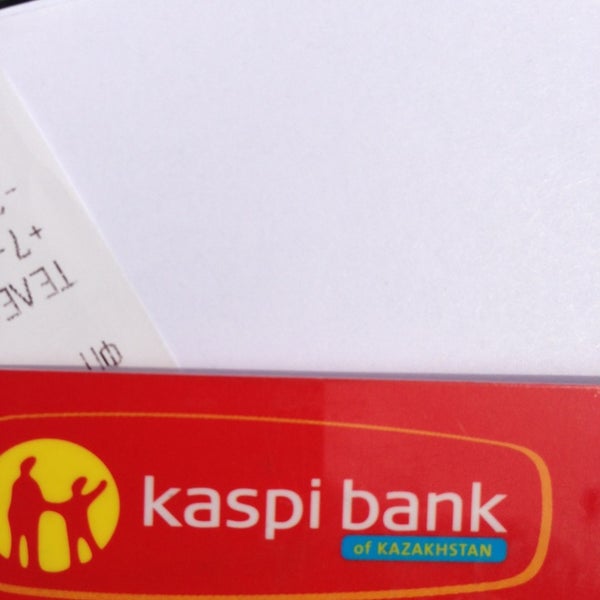 +7
ТЕЛЕ
kaspi bank
of KAZAKHSTAN